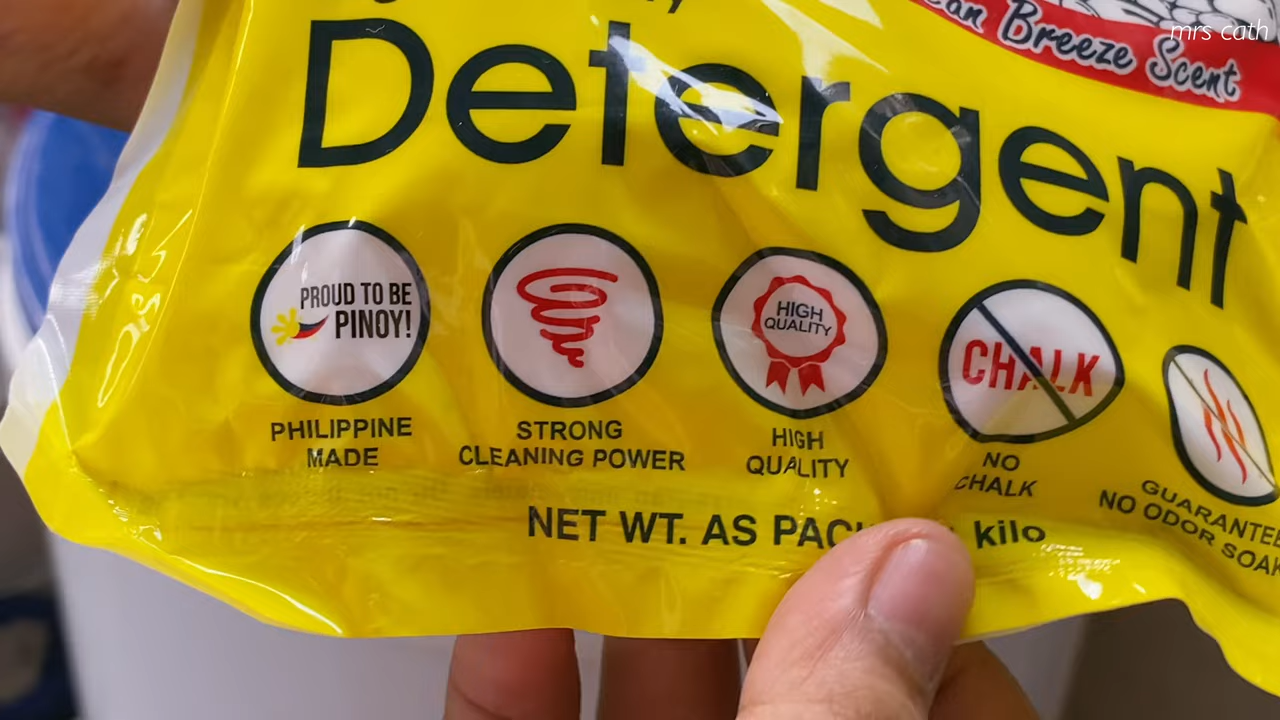 Breeze Scent
mrs cath
Detergent
PROUD TO BE
PINOY!
HIGH
QUALITY
CHALK
PHILIPPINE
MADE
STRONG
CLEANING POWER
HIGH
QUALITY
NO
CHALK
GUARANTEE
NO ODOR SOAK
NET WT. AS PAC kilo